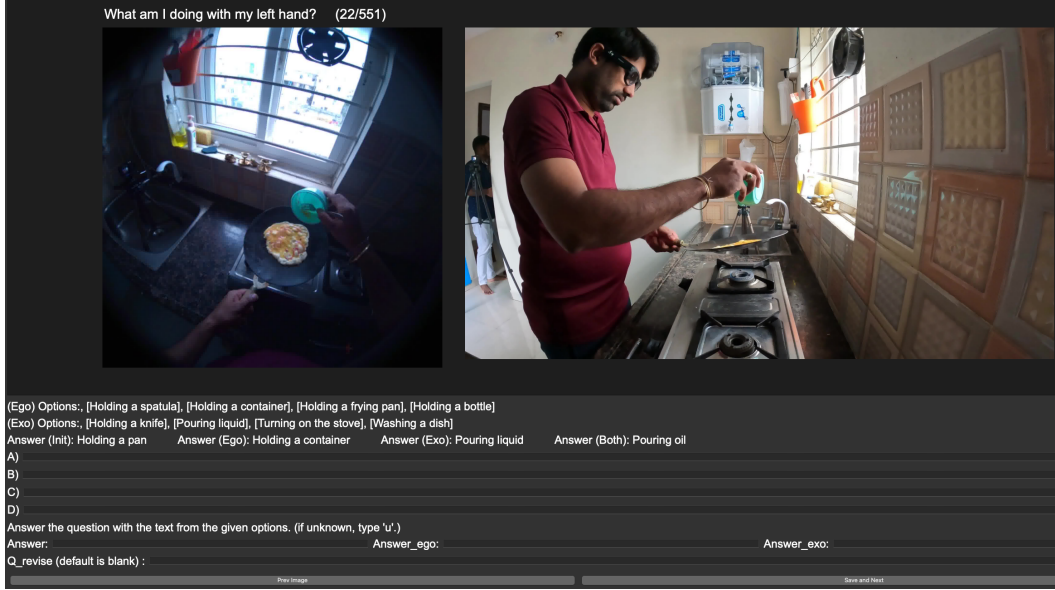 What am I doing with my left hand? (22/551)
(Ego) Options:, [Holding a spatula], [Holding a container], [Holding a frying pan], [Holding a bottle]
(Exo) Options:, [Holding a knife], [Pouring liquid], [Turning on the stove], [Washing a dish]
Answer (Init): Holding a pan Answer (Ego): Holding a container Answer (Exo): Pouring liquid Answer (Both): Pouring oil
A)
B)
C)
D)
Answer the question with the text from the given options. (if unknown, type 'u'.)
Answer: Answer_ego: Answer_exo:
Q_revise (default is blank) :
Prev Image Save and Next